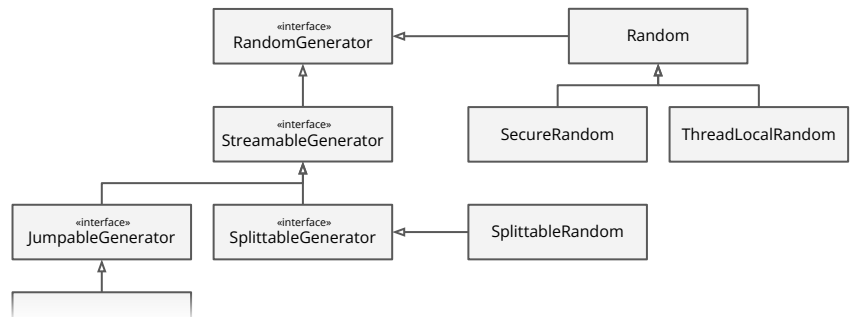 «interface»
RandomGenerator
Random
«interface»
StreamableGenerator
SecureRandom
ThreadLocalRandom
«interface»
JumpableGenerator
«interface»
SplittableGenerator
SplittableRandom